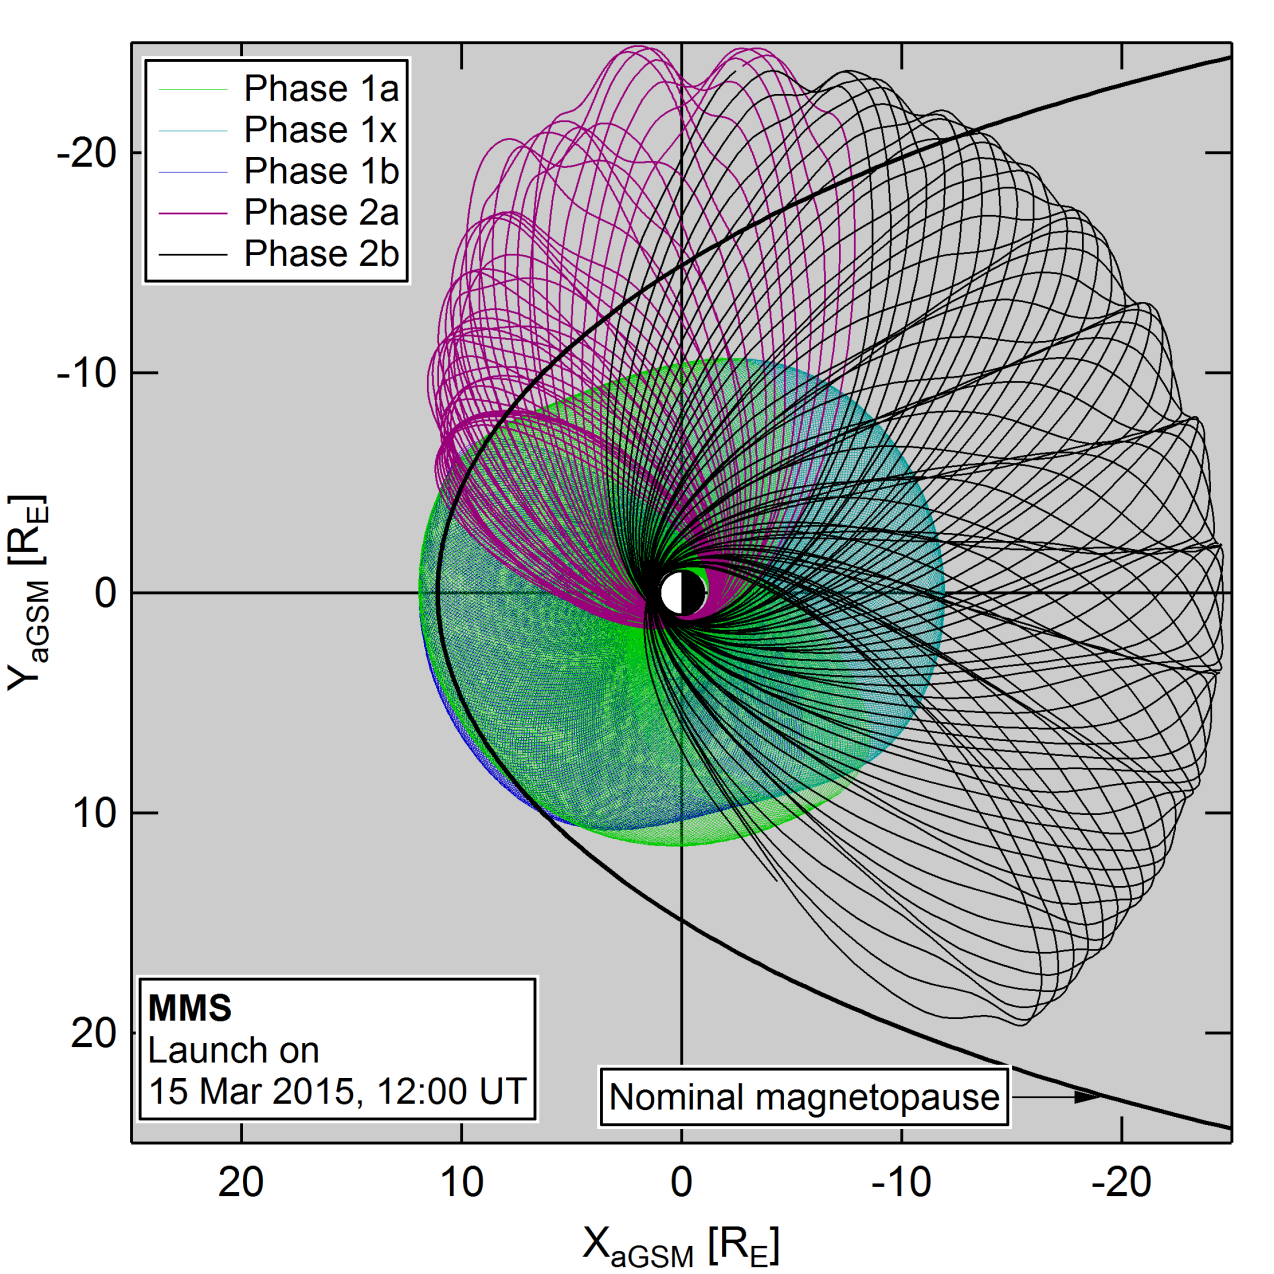 Phase 1a
Phase 1x
Phase 1b
Phase 2a
Phase 2b
-20
-10
0
10
20
Y aGSM [RE]
MMS
Launch on
15 Mar 2015, 12:00 UT
Nominal magnetopause
20 10 0 -10 -20
XaGSM [RE]